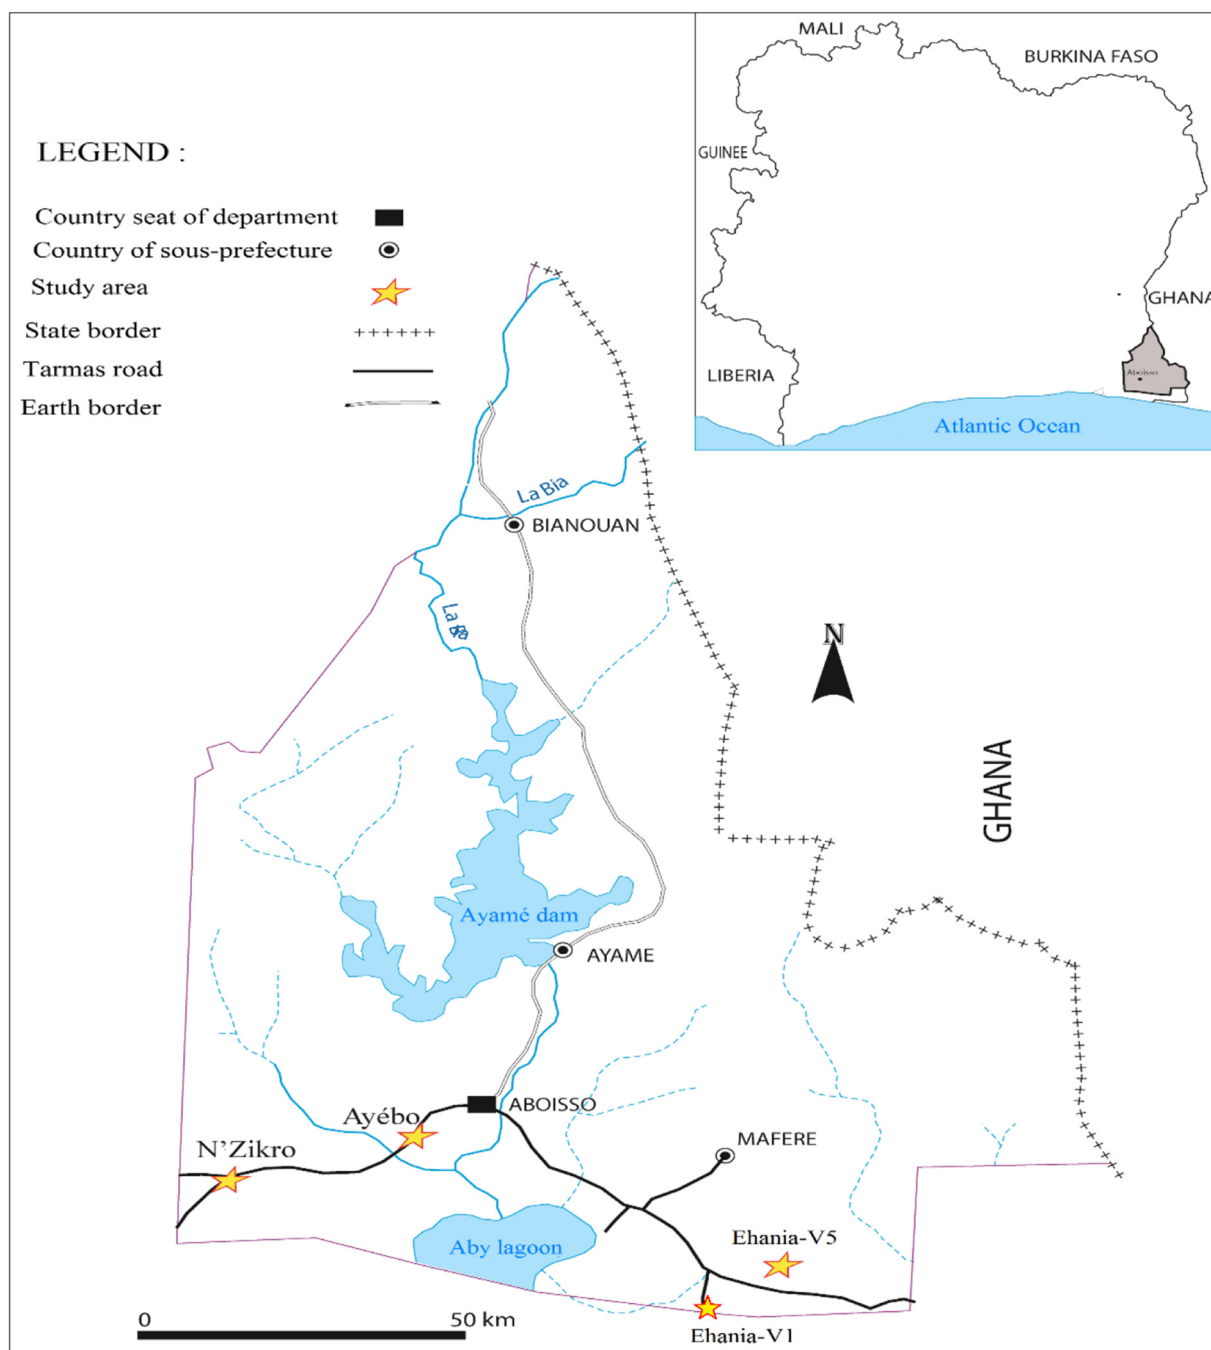 MALI
BURKINA FASO
GUINEE
GHANA
LIBERIA
Aboisso
Atlantic Ocean
LEGEND :
Country seat of department
Country of sous-prefecture
Study area
State border
Tarmas road
Earth border
La Bia
BIANOUAN
N
GHANA
Ayamé dam
AYAME
ABOISSO
Ayébo
N'Zikro
MAFERE
Aby lagoon
Ehania-V5
Ehania-V1
0 50 km